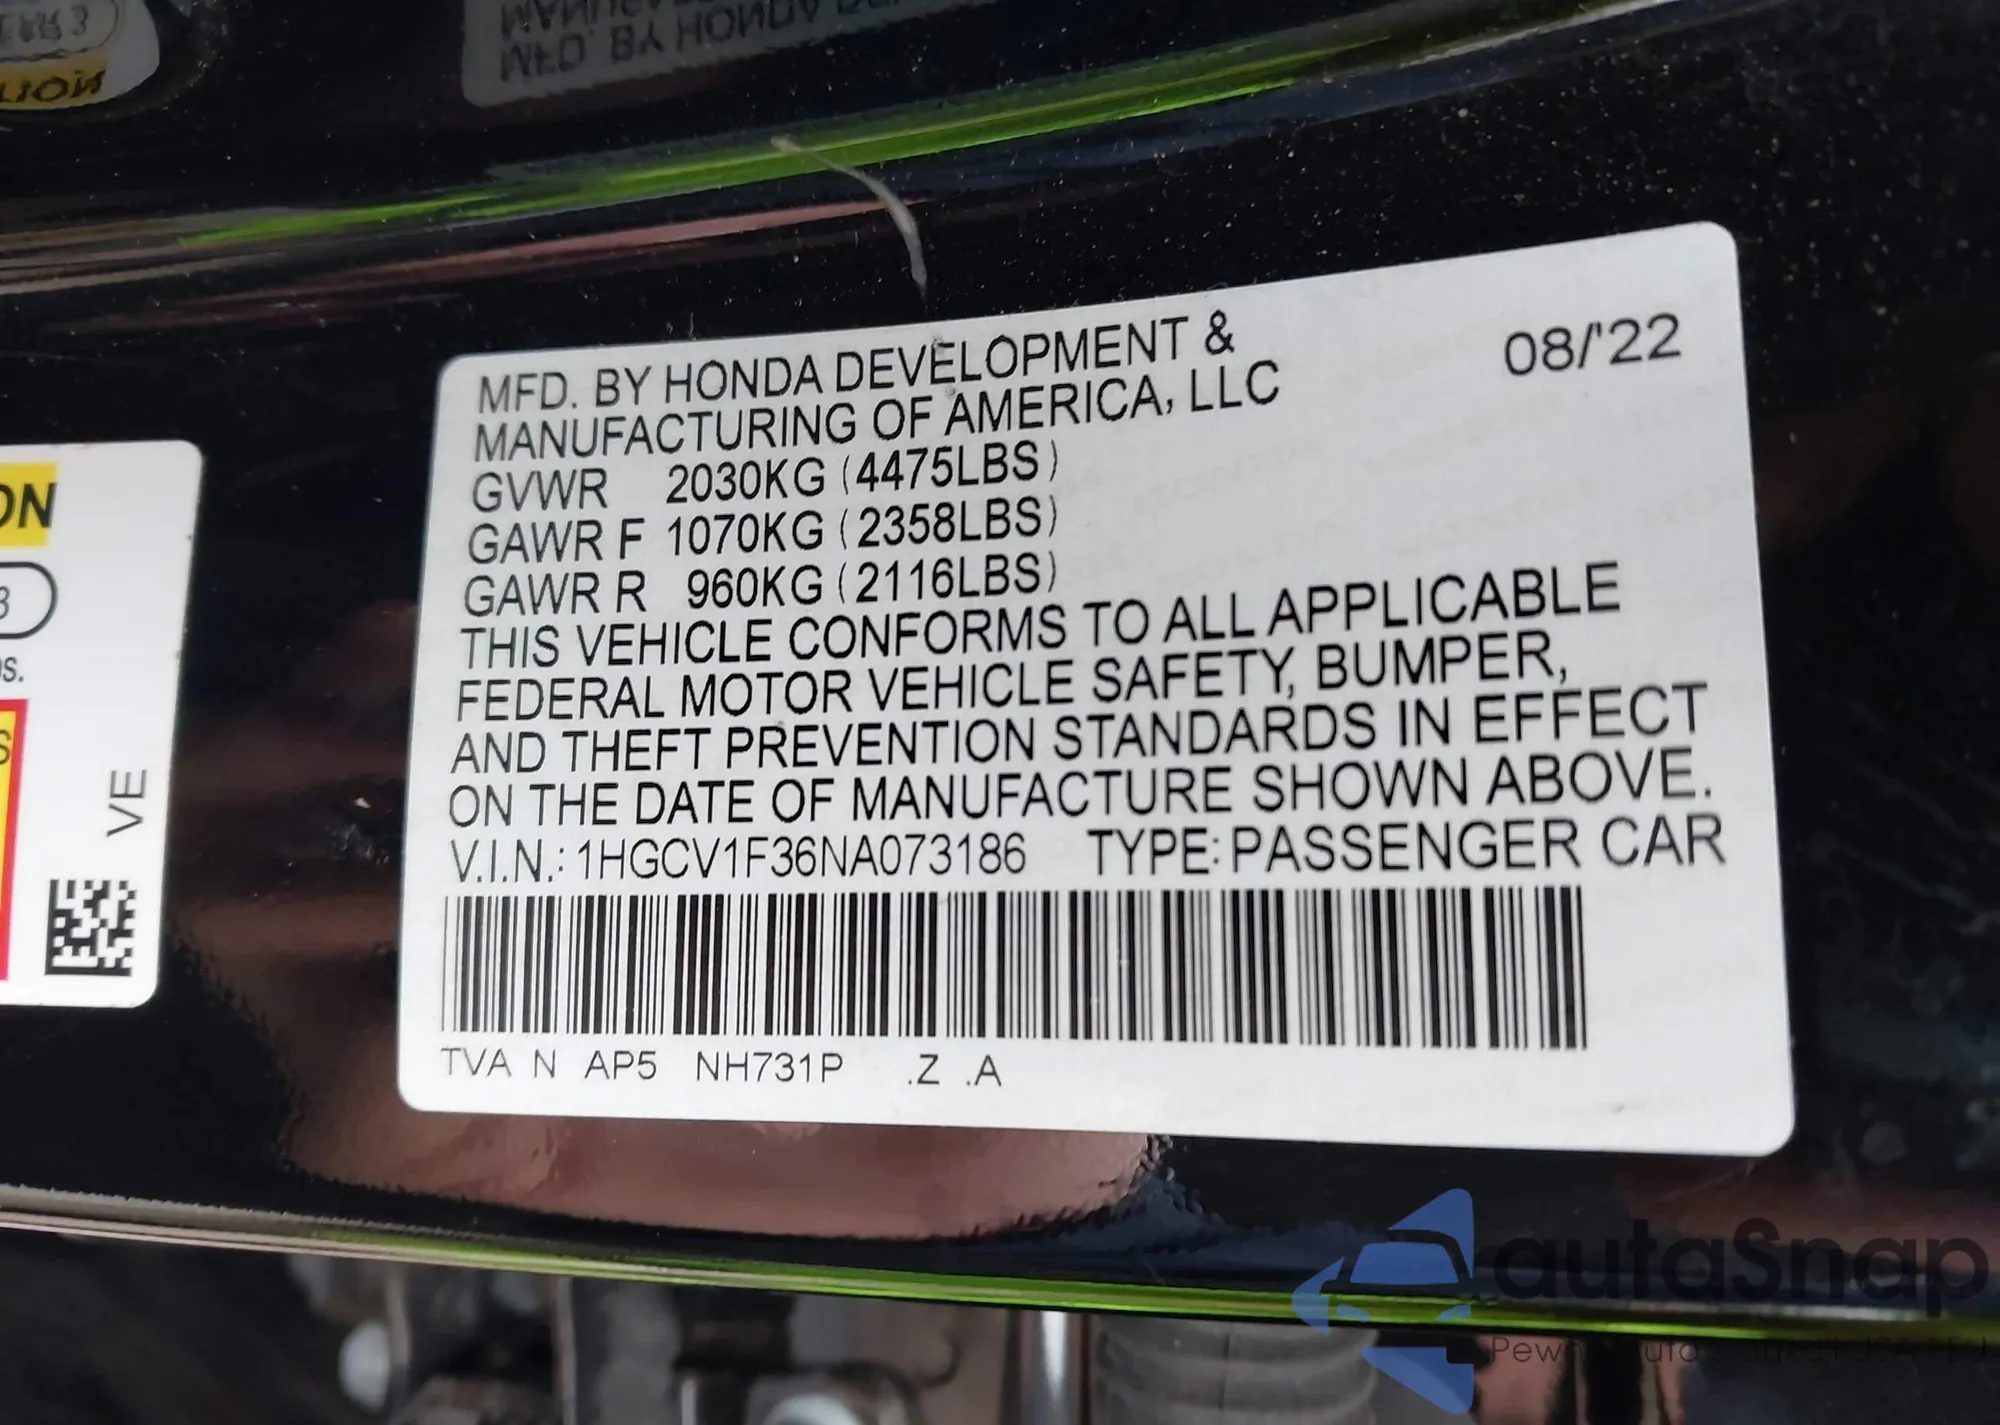 MFD. BY HONDA DEVELOPMENT &
MANUFACTURING OF AMERICA, LLC
08/'22
GVWR 2030KG (4475LBS)
GAWR F 1070KG (2358LBS)
GAWR R 960KG (2116LBS)
THIS VEHICLE CONFORMS TO ALL APPLICABLE
FEDERAL MOTOR VEHICLE SAFETY, BUMPER,
AND THEFT PREVENTION STANDARDS IN EFFECT
ON THE DATE OF MANUFACTURE SHOWN ABOVE.
V.I.N.: 1HGCV1F36NA073186 TYPE: PASSENGER CAR
TVA N AP5 NH731P .Z .A
VE
autaSnap